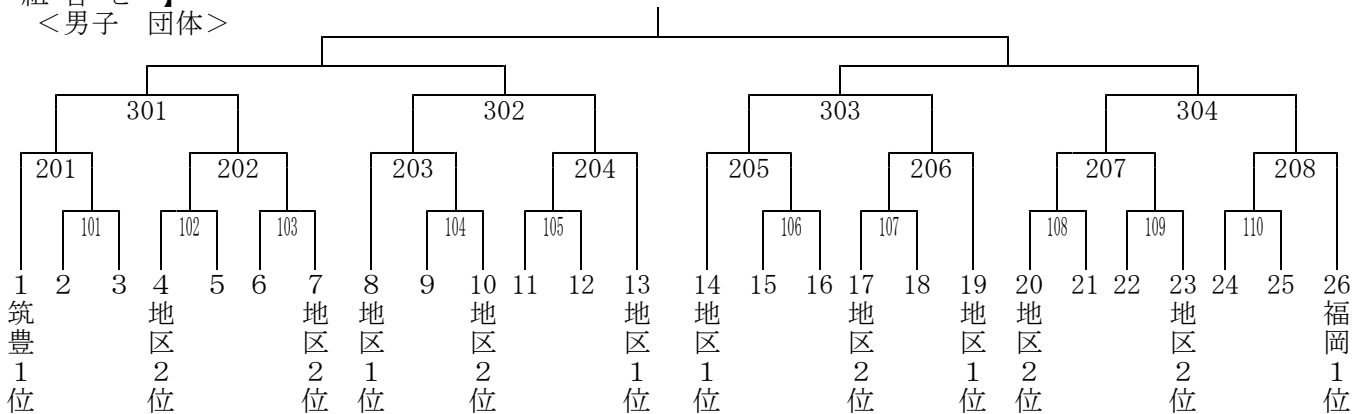 組 合 せ 】
＜男子 団体＞
301 302 303 304
201 202 203 204 205 206 207 208
101 102 103 104 105 106 107 108 109 110
1 2 3 4 5 6 7 8 9 10 11 12 13 14 15 16 17 18 19 20 21 22 23 24 25 26
筑豊1位
地区2位
地区2位
地区1位
地区2位
地区1位
地区1位
地区2位
地区1位
地区2位
地区2位
福岡1位